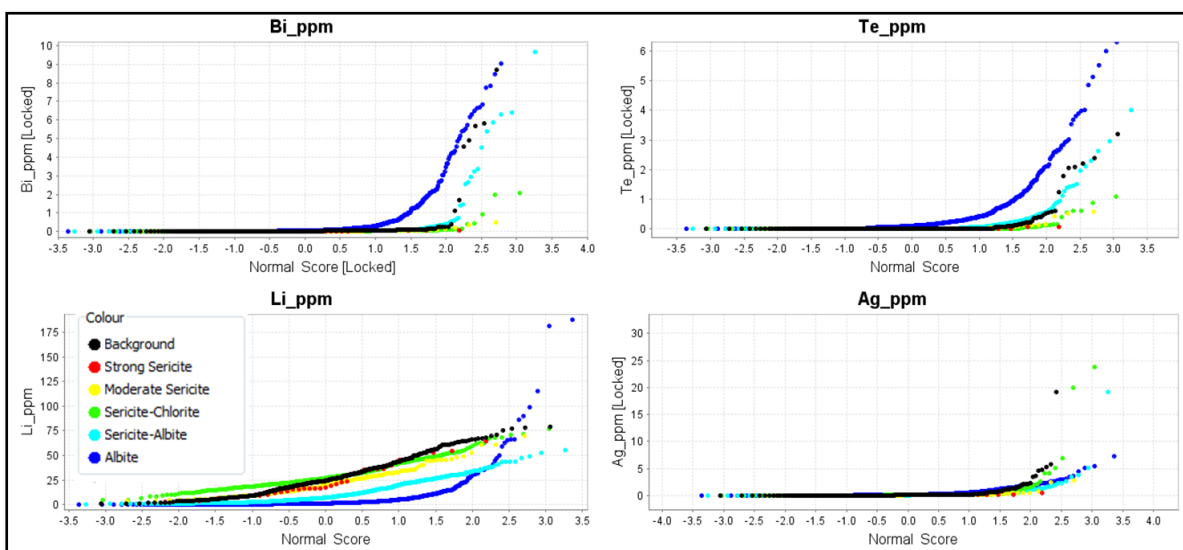 Bi_ppm
Bi_ppm [Locked]
10
9
8
7
6
5
4
3
2
1
0
-3.5 -3.0 -2.5 -2.0 -1.5 -1.0 -0.5 0.0 0.5 1.0 1.5 2.0 2.5 3.0 3.5 4.0
Normal Score [Locked]
Te_ppm
Te_ppm [Locked]
6
5
4
3
2
1
0
-3.5 -3.0 -2.5 -2.0 -1.5 -1.0 -0.5 0.0 0.5 1.0 1.5 2.0 2.5 3.0 3.5
Normal Score
Li_ppm
Li_ppm
175
150
125
100
75
50
25
0
Colour
Background
Strong Sericite
Moderate Sericite
Sericite-Chlorite
Sericite-Albite
Albite
-3.5 -3.0 -2.5 -2.0 -1.5 -1.0 -0.5 0.0 0.5 1.0 1.5 2.0 2.5 3.0 3.5
Normal Score
Ag_ppm
Ag_ppm [Locked]
30
25
20
15
10
5
0
-4.0 -3.5 -3.0 -2.5 -2.0 -1.5 -1.0 -0.5 0.0 0.5 1.0 1.5 2.0 2.5 3.0 3.5 4.0
Normal Score